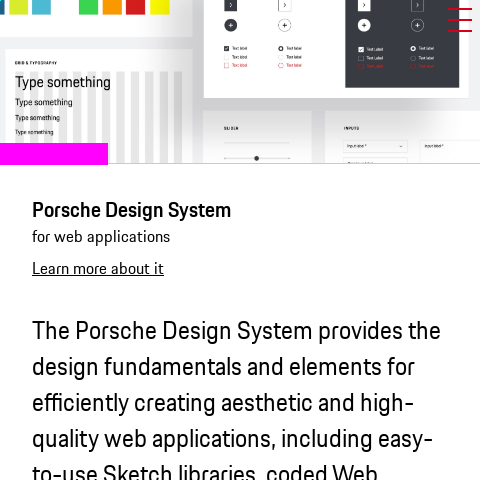 Text label
Text label
Text label
Text label
Text label
Text label
Text label
Text label
Text label
Text label
Text label
Text label
GRID & TYPOGRAPHY
Type something
Type something
Type something
Type something
SLIDER
INPUTS
Input label *
Input label *
Porsche Design System
for web applications
Learn more about it
The Porsche Design System provides the
design fundamentals and elements for
efficiently creating aesthetic and high-
quality web applications, including easy-
to-use Sketch libraries, coded Web